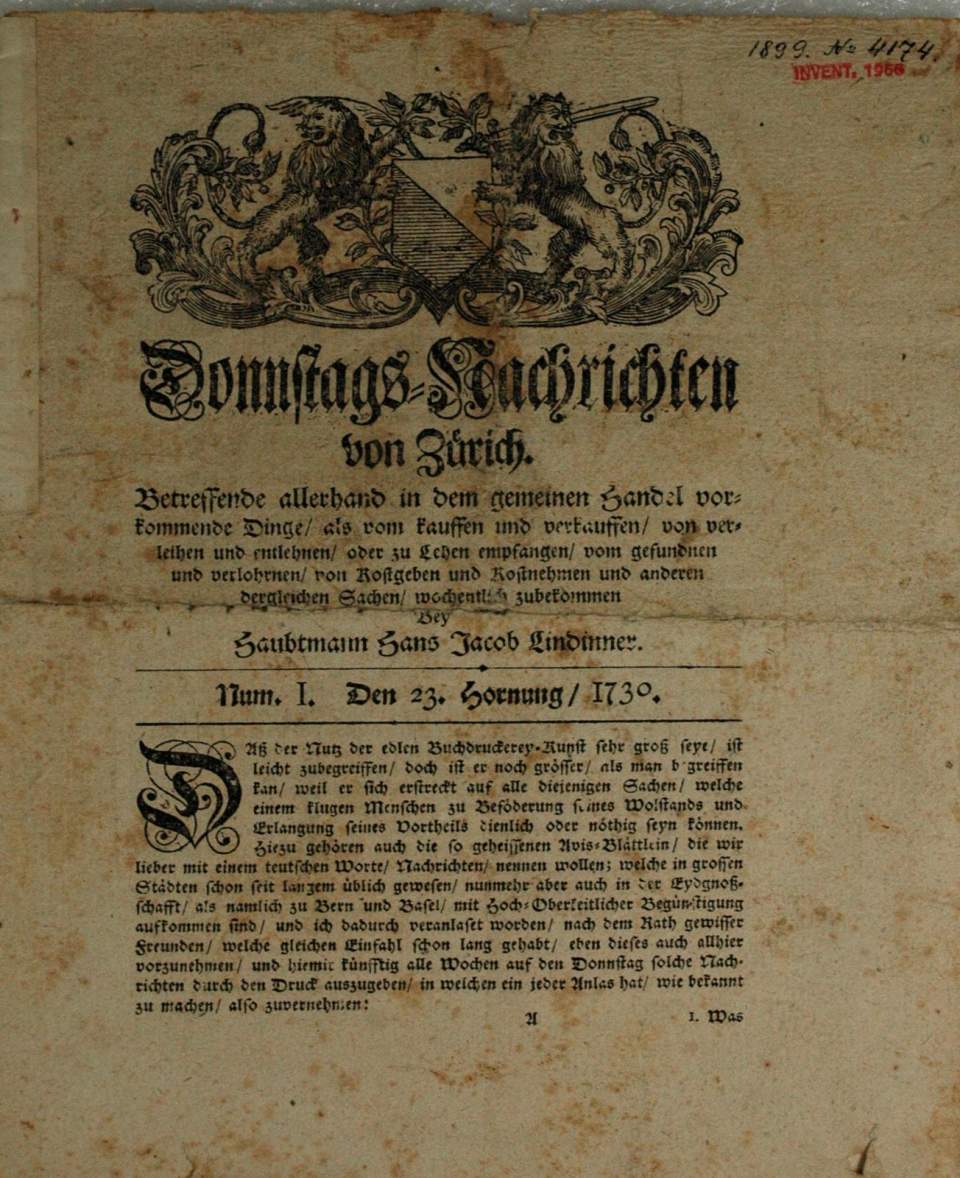 1899. No 4174.
INVENT. 1966
Donnstags-Nachrichten
von Zürich.
Betreffende allerhand in dem gemeinen Handel vor-
kommende Dinge/ als vom kauffen und verkauffen/ von ver-
leihen und entlehnen/ oder zu Lehen empfangen/ vom gefundnen
und verlohrnen/ von Kostgeben und Kostnehmen und anderen
dergleichen Sachen/ wochentlich zubekommen
Bey
Haubtmann Hans Jacob Lindinner.
Num. I. Den 23. Hornung/ 1730.
DAß der Nutz der edlen Buchdruckerey-Kunst sehr groß seye/ ist
leicht zubegreiffen/ doch ist er noch grösser/ als man begreiffen
kan/ weil er sich erstreckt auf alle diejenigen Sachen/ welche
einem klugen Menschen zu Beföderung seines Wolstands und
Erlangung seines Vortheils dienlich oder nöthig seyn können.
Hiezu gehören auch die so geheissenen Avis-Blättlein/ die wir
lieber mit einem teutschen Worte/ Nachrichten/ nennen wollen; welche in grossen
Städten schon seit langem üblich gewesen/ nunmehr aber auch in der Eydgnoß-
schafft/ als namlich zu Bern und Basel/ mit Hoch-Oberkeitlicher Begünstigung
aufkommen sind/ und ich dadurch veranlaset worden/ nach dem Rath gewisser
Freunden/ welche gleichen Einfahl schon lang gehabt/ eben dieses auch allhier
vorzunehmen/ und hiemit künfftig alle Wochen auf den Donnstag solche Nach-
richten durch den Druck auszugeben/ in welchen ein jeder Anlas hat/ wie bekannt
zu machen/ also zuvernehmen:
A
1. Was